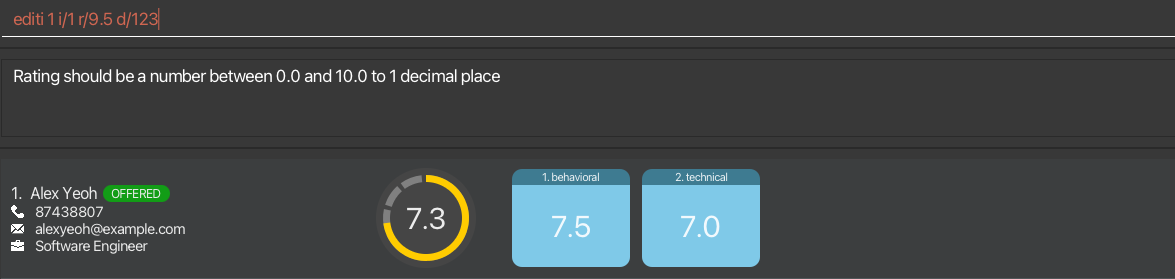 editi 1 i/1 r/9.5 d/123
Rating should be a number between 0.0 and 10.0 to 1 decimal place
1. Alex Yeoh OFFERED
87438807
alexyeoh@example.com
Software Engineer
7.3
1. behavioral
7.5
2. technical
7.0